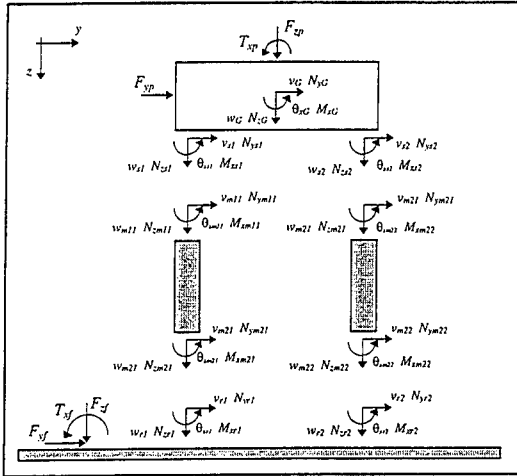 F_zp
T_xp
y
z
F_yp
v_G N_yG
θ_xG M_xG
w_G N_zG
v_s1 N_ys1
θ_xs1 M_xs1
w_s1 N_zs1
v_s2 N_ys2
θ_xs1 M_xs2
w_s2 N_zs2
v_m11 N_ym11
θ_xm11 M_xm11
w_m11 N_zm11
v_m21 N_ym21
θ_xm22 M_xm22
w_m21 N_zm21
v_m21 N_ym21
θ_xm21 M_xm21
w_m21 N_zm21
v_m22 N_ym22
θ_xm22 M_xm22
w_m22 N_zm22
T_xf F_zf
F_yf
v_r1 N_yr1
θ_xr1 M_xr1
w_r1 N_zr1
v_r2 N_yr2
M_xr2
w_r2 N_zr2